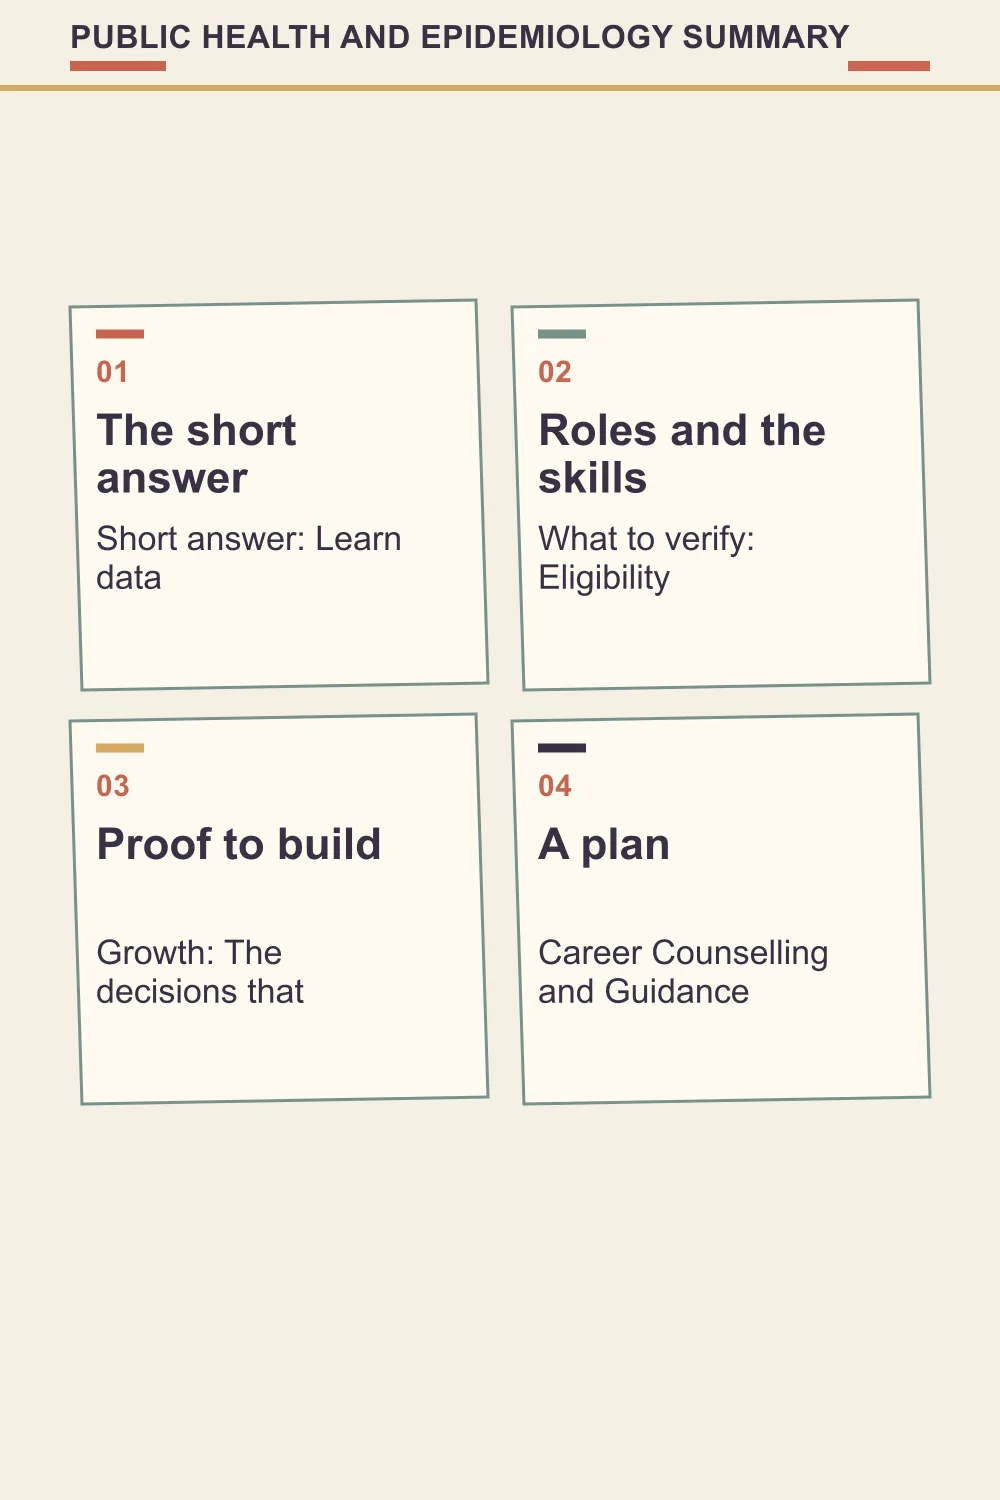 PUBLIC HEALTH AND EPIDEMIOLOGY SUMMARY
01
The short
answer
Short answer: Learn
data
02
Roles and the
skills
What to verify:
Eligibility
03
Proof to build
Growth: The
decisions that
04
A plan
Career Counselling
and Guidance